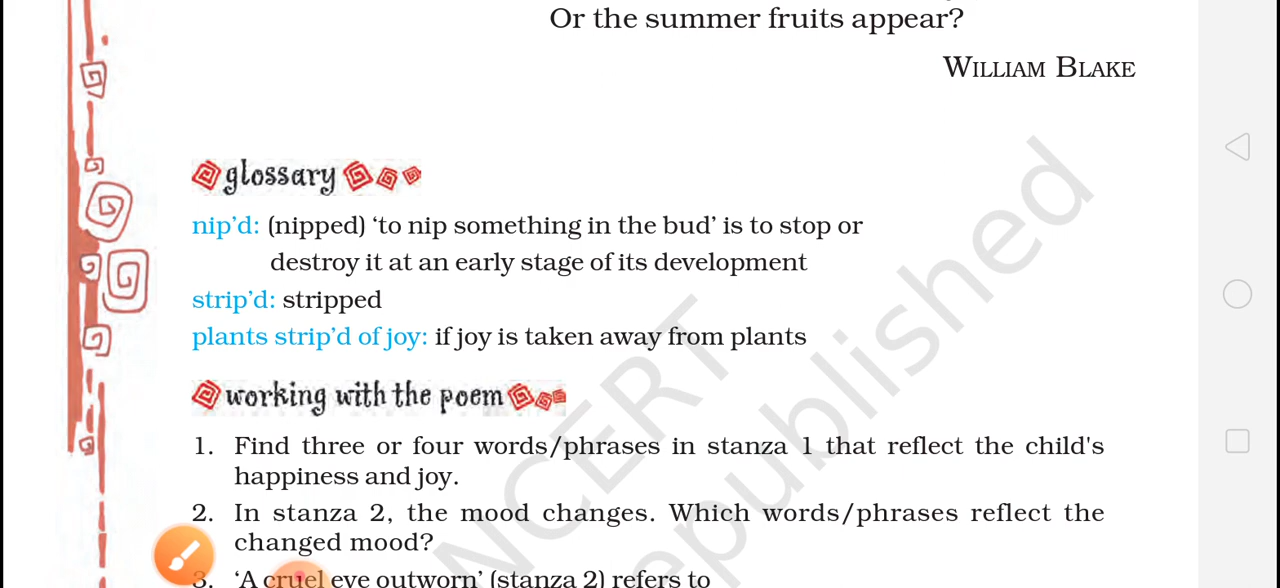 Or the summer fruits appear?
WILLIAM BLAKE
glossary
nip’d: (nipped) ‘to nip something in the bud’ is to stop or
destroy it at an early stage of its development
strip’d: stripped
plants strip’d of joy: if joy is taken away from plants
working with the poem
1. Find three or four words/phrases in stanza 1 that reflect the child's
happiness and joy.
2. In stanza 2, the mood changes. Which words/phrases reflect the
changed mood?
3. ‘A cruel eye outworn’ (stanza 2) refers to
NCERT
republished